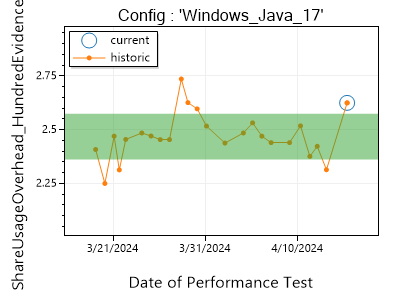 Config : 'Windows_Java_17'
ShareUsageOverhead_HundredEvidence
current
historic
2.75
2.5
2.25
3/21/2024 3/31/2024 4/10/2024
Date of Performance Test